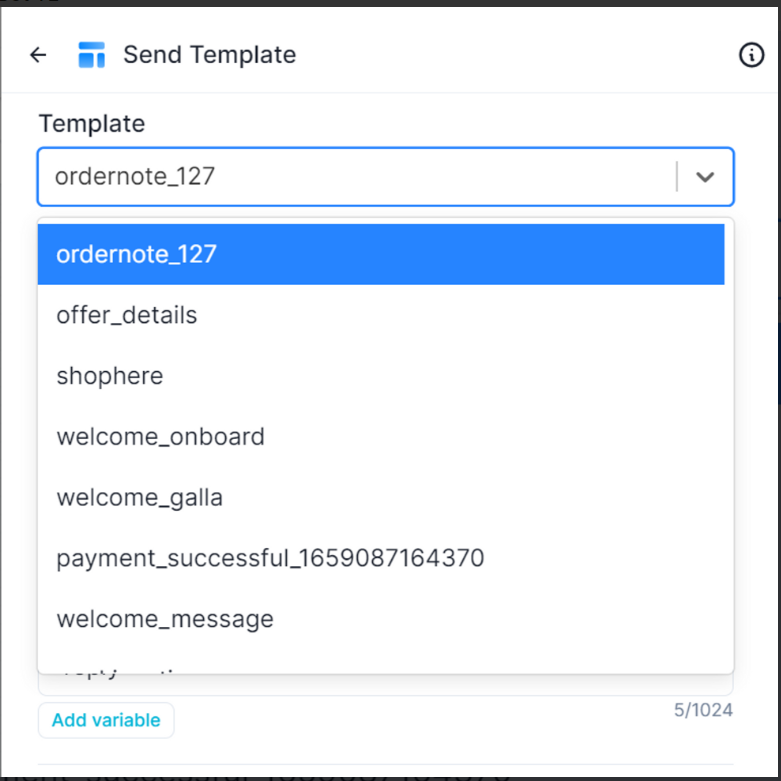 Send Template
Template
ordernote_127
ordernote_127
offer_details
shophere
welcome_onboard
welcome_galla
payment_successful_1659087164370
welcome_message
Add variable
5/1024